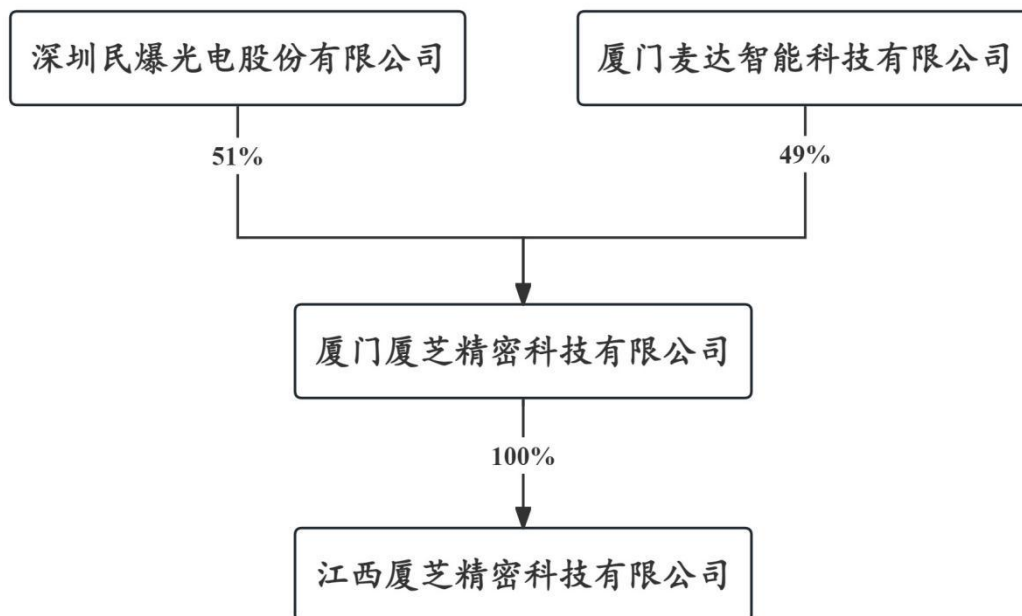 深圳民爆光电股份有限公司
厦门麦达智能科技有限公司
51%
49%
厦门厦芝精密科技有限公司
100%
江西厦芝精密科技有限公司